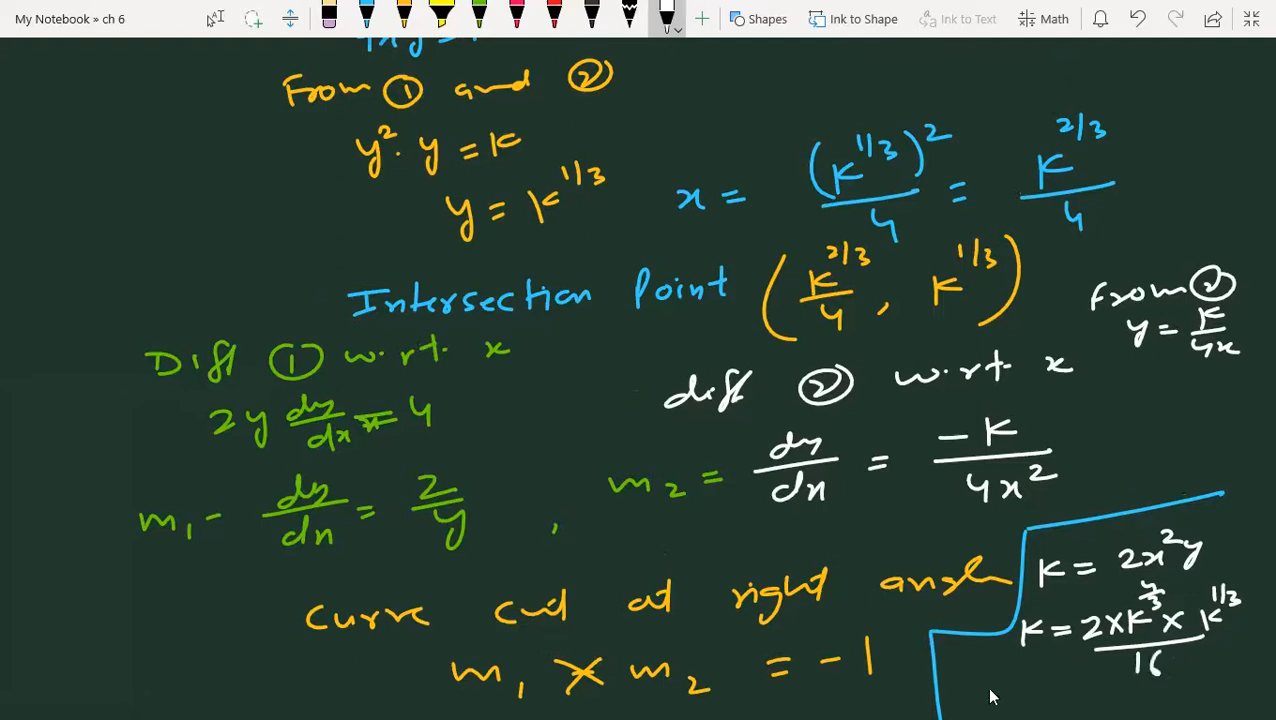 My Notebook » ch 6
Shapes
Ink to Shape
Ink to Text
Math
From ① and ②
y². y = K
y = K^1/3
x = (K^1/3)²/4 = K^2/3/4
Intersection Point (K^2/3/4, K^1/3)
From ②
y = K/4x
Diff ① w.r.t. x
2y dy/dx = 4
m₁ - dy/dx = 2/y ,
diff ② w.r.t x
m₂ = dy/dx = -K/4x²
Curve cut at right angle
m₁ × m₂ = -1
K = 2x²y
K = 2×K^4/3 × K^1/3/16